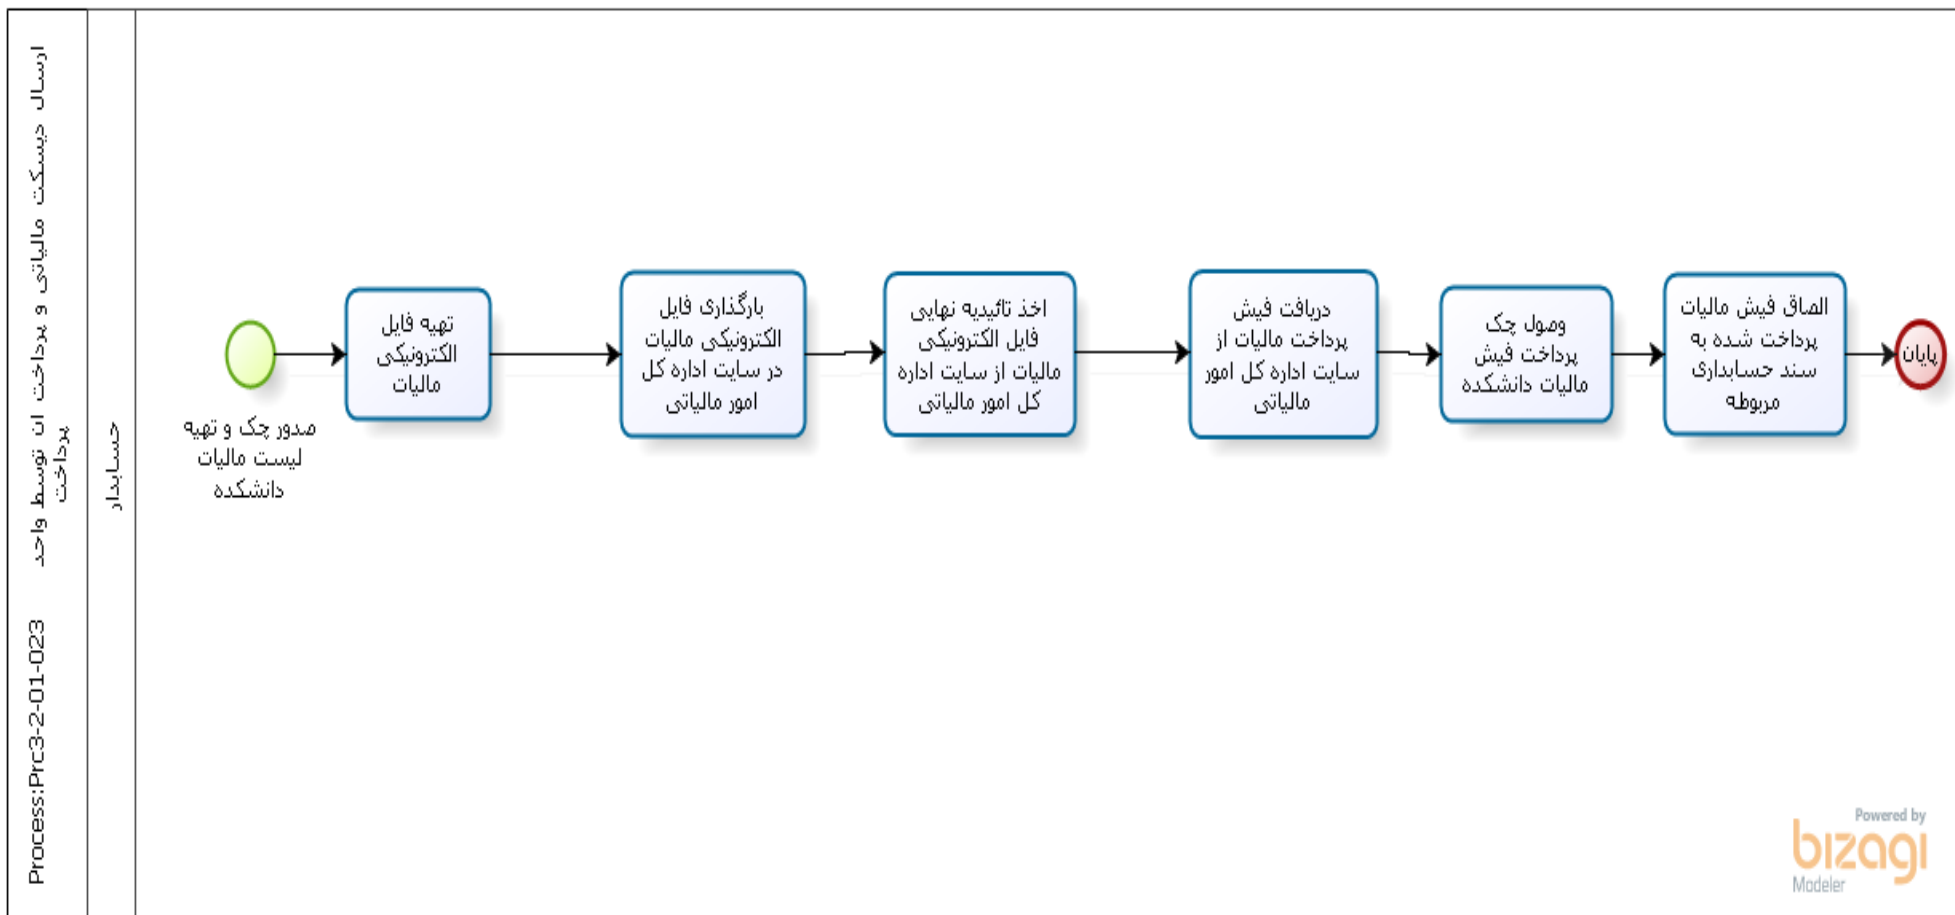 ارسال دیسکت مالیاتی و پرداخت ان توسط واحد
پرداخت
Process:Prc3-2-01-023
حسابدار
صدور چک و تهیه
لیست مالیات
دانشکده
تهیه فایل
الکترونیکی
مالیات
بارگذاری فایل
الکترونیکی مالیات
در سایت اداره کل
امور مالیاتی
اخذ تائیدیه نهایی
فایل الکترونیکی
مالیات از سایت اداره
کل امور مالیاتی
دریافت فیش
پرداخت مالیات از
سایت اداره کل امور
مالیاتی
وصول چک
پرداخت فیش
مالیات دانشکده
الصاق فیش مالیات
پرداخت شده به
سند حسابداری
مربوطه
پایان
Powered by
bizagi
Modeler